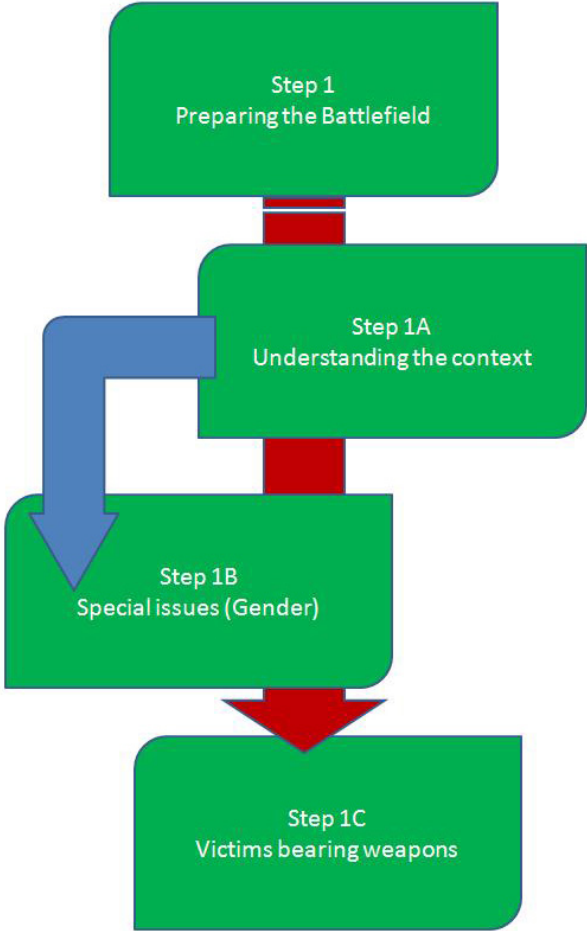 Step 1
Preparing the Battlefield
Step 1A
Understanding the context
Step 1B
Special issues (Gender)
Step 1C
Victims bearing weapons